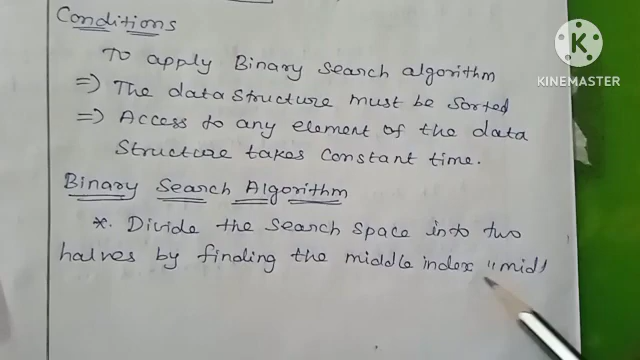 Conditions
KINEMASTER
To apply Binary Search algorithm
=> The data structure must be sorted
=> Access to any element of the data
Structure takes Constant time.
Binary Search Algorithm
*. Divide the search space into two
halves by finding the middle index "mid"